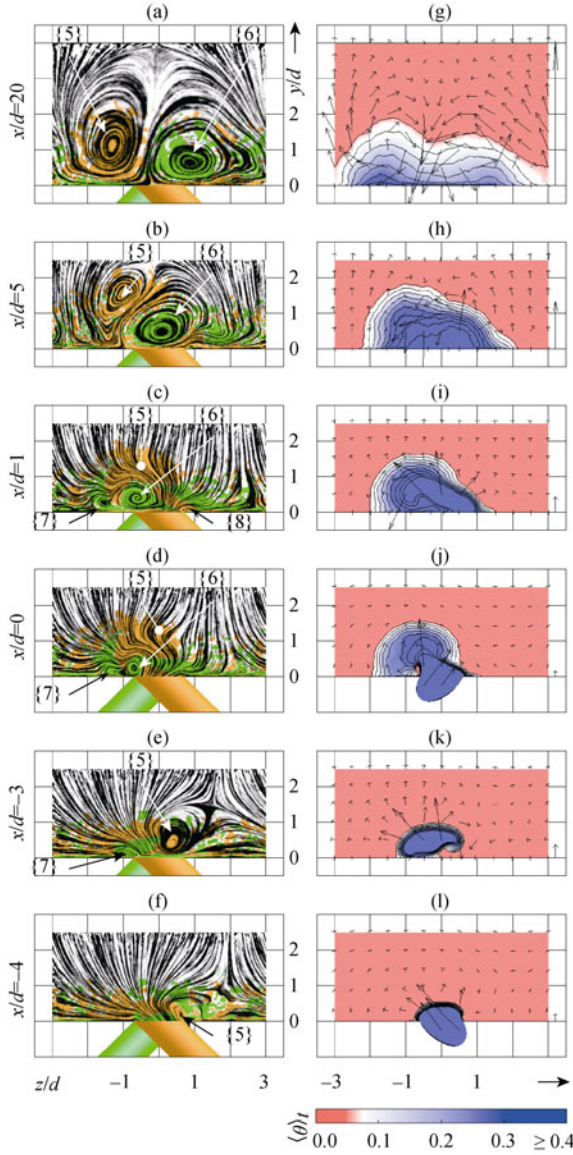 (a)
(g)
{5}
{6}
y/d
x/d=20
2
1
0
(b)
(h)
{5}
{6}
x/d=5
2
1
0
(c)
(i)
{5}
{6}
x/d=1
2
1
0
{7}
{8}
(d)
(j)
{5}
{6}
x/d=0
2
1
0
{7}
(e)
(k)
{5}
x/d=−3
2
1
0
{7}
(f)
(l)
x/d=−4
2
1
0
{5}
z/d −1 1 3 −3 −1 1
⟨θ⟩t
0.0 0.1 0.2 0.3 ≥ 0.4